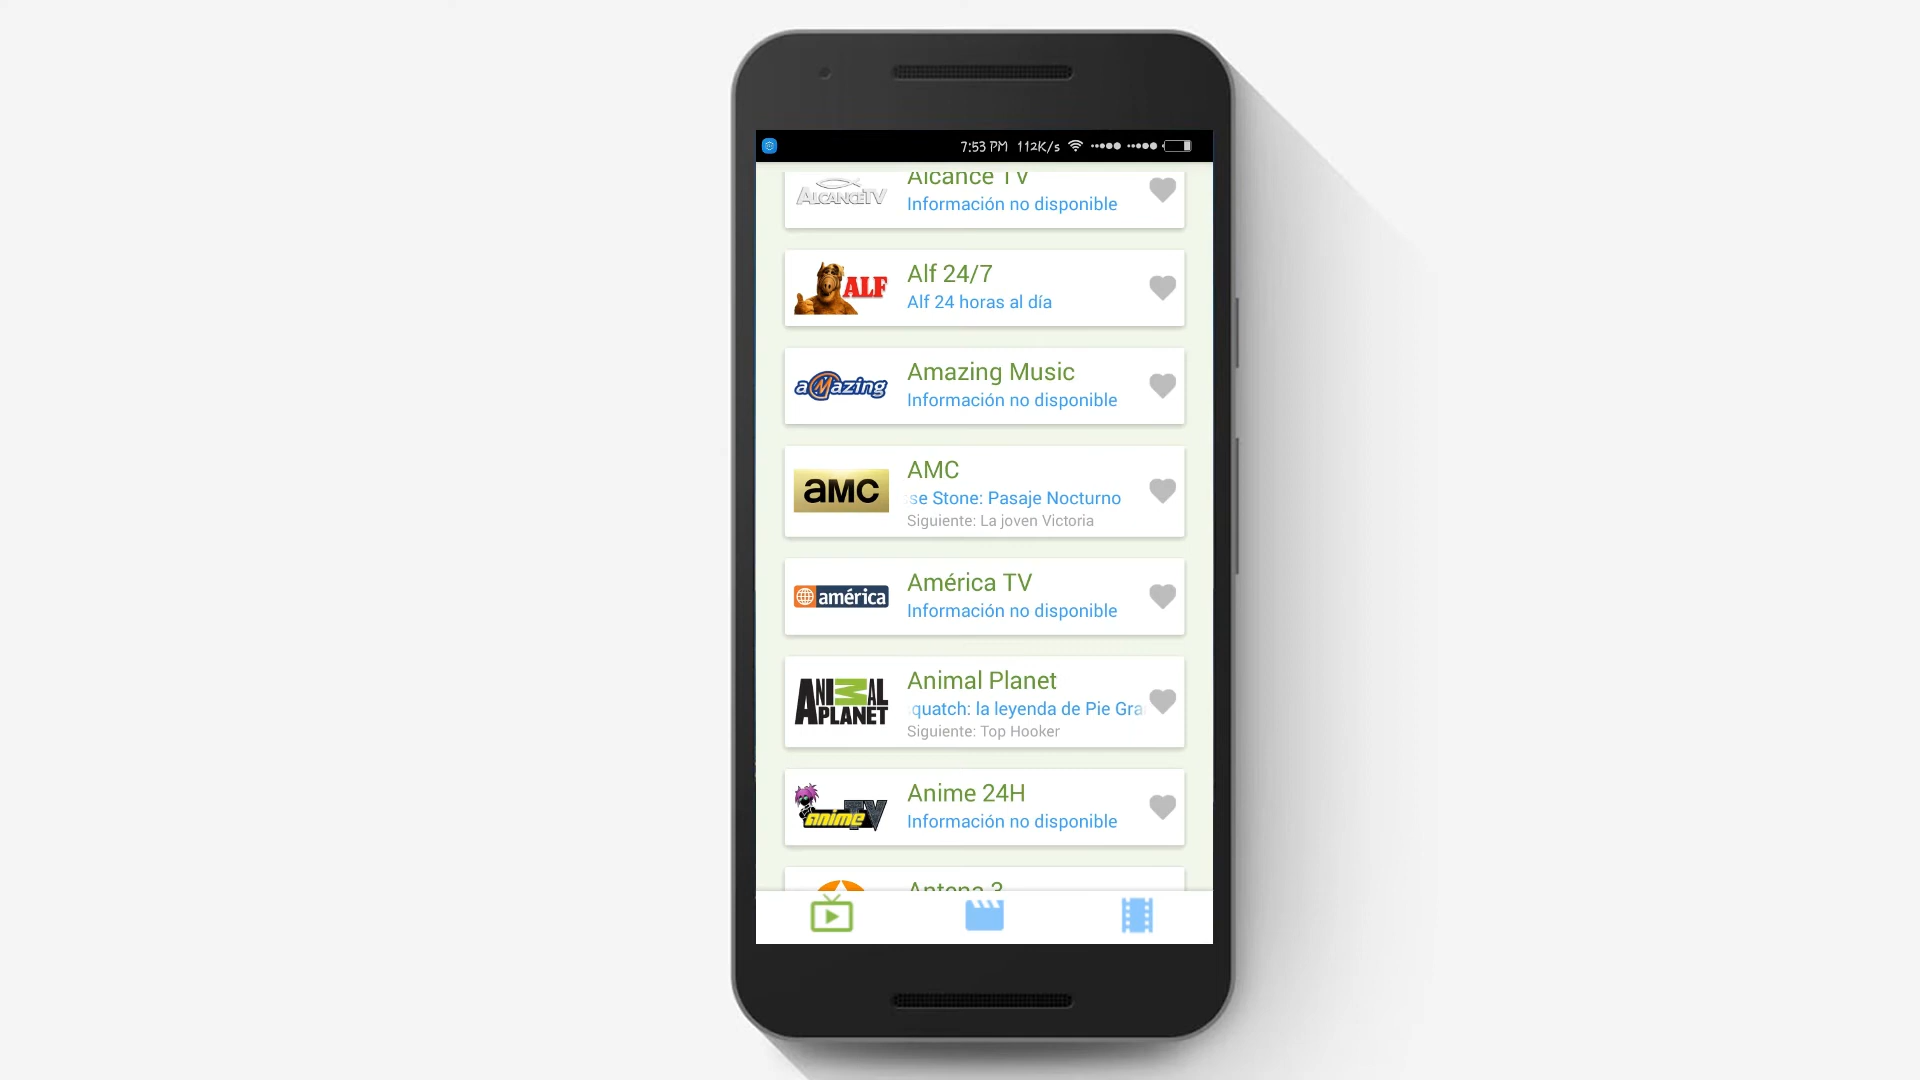 7:53 PM 112K/s
Alcance TV
ALCANCETV
Información no disponible
Alf 24/7
ALF
Alf 24 horas al día
Amazing Music
aMazing
Información no disponible
AMC
aMC
se Stone: Pasaje Nocturno
Siguiente: La joven Victoria
América TV
américa
Información no disponible
Animal Planet
ANIMAL
PLANET
quatch: la leyenda de Pie Gra
Siguiente: Top Hooker
Anime 24H
anime TV
Información no disponible
Antena 3